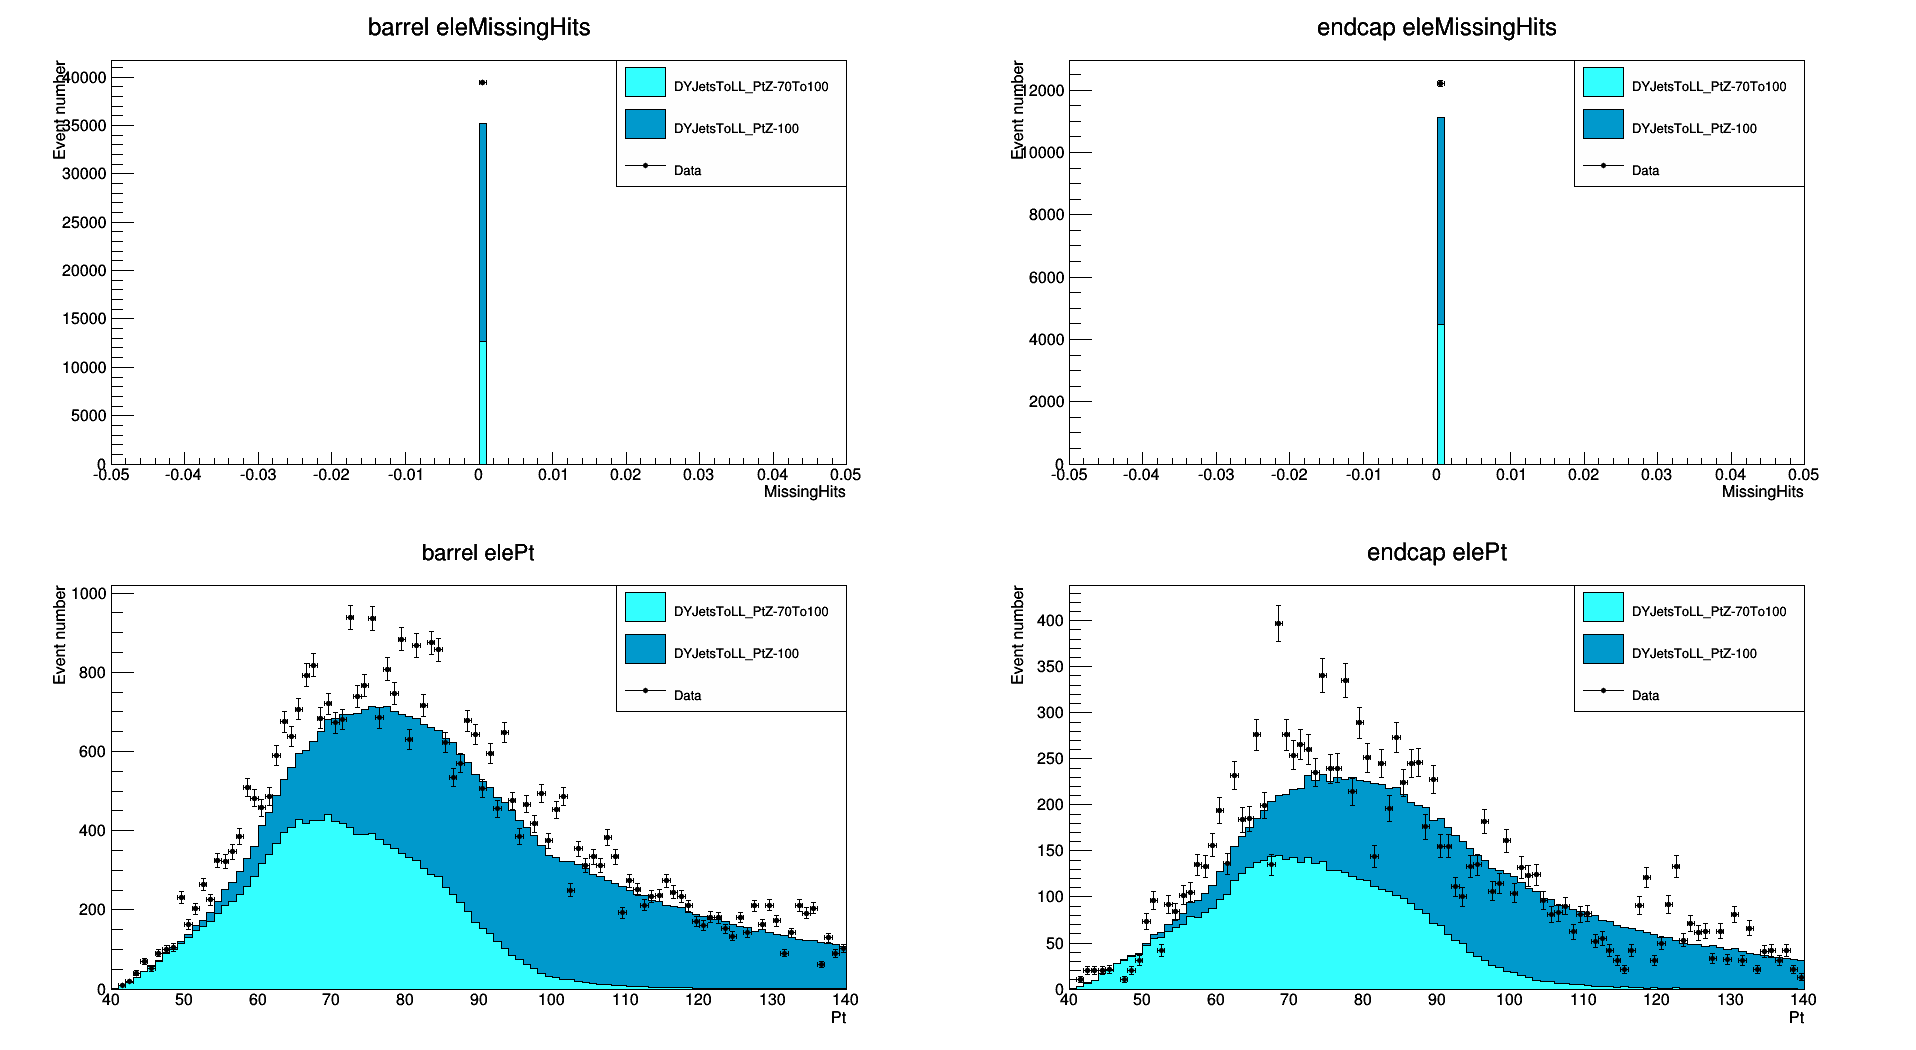 barrel eleMissingHits
Event number
40000
35000
30000
25000
20000
15000
10000
5000
0
-0.05 -0.04 -0.03 -0.02 -0.01 0 0.01 0.02 0.03 0.04 0.05
MissingHits
DYJetsToLL_PtZ-70To100
DYJetsToLL_PtZ-100
Data
endcap eleMissingHits
Event number
12000
10000
8000
6000
4000
2000
0
-0.05 -0.04 -0.03 -0.02 -0.01 0 0.01 0.02 0.03 0.04 0.05
MissingHits
DYJetsToLL_PtZ-70To100
DYJetsToLL_PtZ-100
Data
barrel elePt
Event number
1000
800
600
400
200
0
40 50 60 70 80 90 100 110 120 130 140
Pt
DYJetsToLL_PtZ-70To100
DYJetsToLL_PtZ-100
Data
endcap elePt
Event number
400
350
300
250
200
150
100
50
0
40 50 60 70 80 90 100 110 120 130 140
Pt
DYJetsToLL_PtZ-70To100
DYJetsToLL_PtZ-100
Data